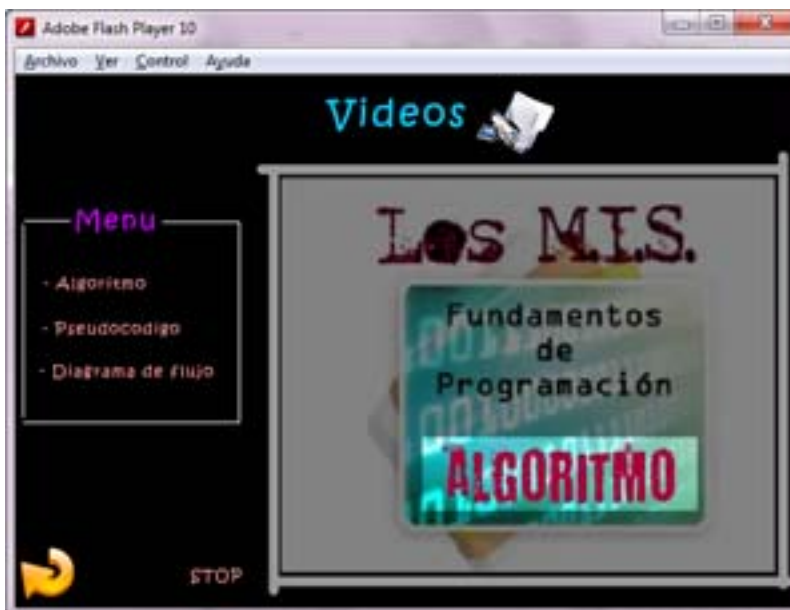 Adobe Flash Player 10
Archivo Ver Control Ayuda
Videos
Menu
- Algoritmo
- Pseudocodigo
- Diagrama de flujo
STOP
Los M.I.S.
Fundamentos
de
Programación
ALGORITMO